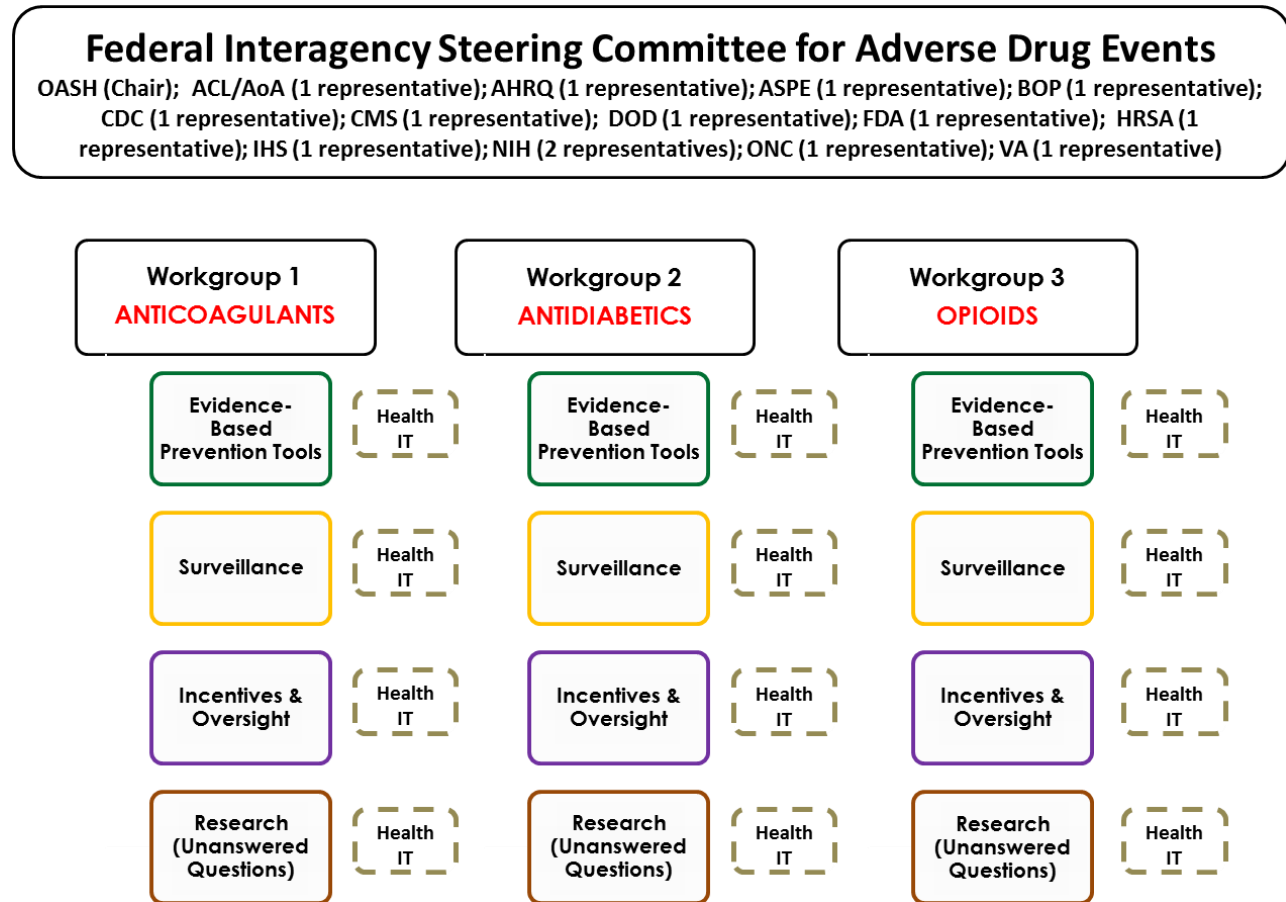 Federal Interagency Steering Committee for Adverse Drug Events
OASH (Chair); ACL/AoA (1 representative); AHRQ (1 representative); ASPE (1 representative); BOP (1 representative);
CDC (1 representative); CMS (1 representative); DOD (1 representative); FDA (1 representative); HRSA (1
representative); IHS (1 representative); NIH (2 representatives); ONC (1 representative); VA (1 representative)
Workgroup 1
ANTICOAGULANTS
Workgroup 2
ANTIDIABETICS
Workgroup 3
OPIOIDS
Evidence-
Based
Prevention Tools
Health
IT
Evidence-
Based
Prevention Tools
Health
IT
Evidence-
Based
Prevention Tools
Health
IT
Surveillance
Health
IT
Surveillance
Health
IT
Surveillance
Health
IT
Incentives &
Oversight
Health
IT
Incentives &
Oversight
Health
IT
Incentives &
Oversight
Health
IT
Research
(Unanswered
Questions)
Health
IT
Research
(Unanswered
Questions)
Health
IT
Research
(Unanswered
Questions)
Health
IT